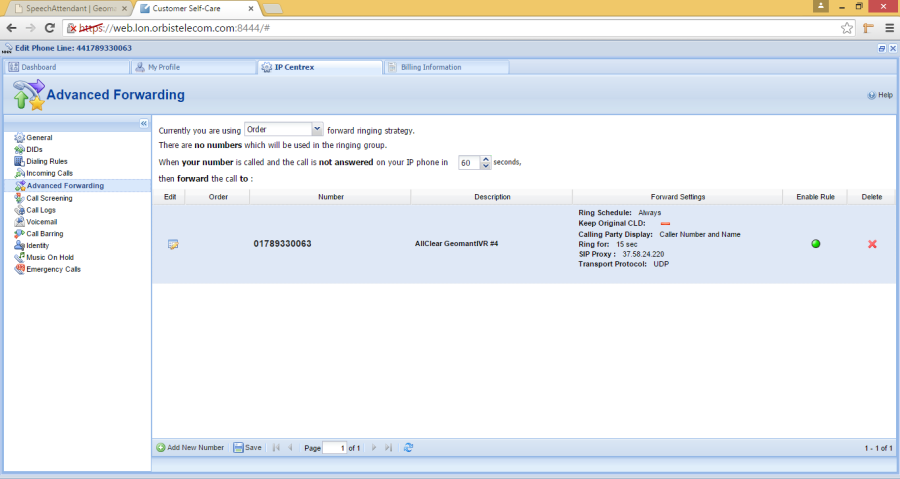 SpeechAttendant | Geom
Customer Self-Care
https://web.lon.orbistelecom.com:8444/#
Edit Phone Line: 441789330063
Dashboard
My Profile
IP Centrex
Billing Information
Advanced Forwarding
Help
General
DIDs
Dialing Rules
Incoming Calls
Advanced Forwarding
Call Screening
Call Logs
Voicemail
Call Barring
Identity
Music On Hold
Emergency Calls
Currently you are using Order forward ringing strategy.
There are no numbers which will be used in the ringing group.
When your number is called and the call is not answered on your IP phone in 60 seconds,
then forward the call to :
Edit Order Number Description Forward Settings Enable Rule Delete
Ring Schedule: Always
Keep Original CLD:
Calling Party Display: Caller Number and Name
01789330063 AllClear GeomantIVR #4
Ring for: 15 sec
SIP Proxy : 37.58.24.220
Transport Protocol: UDP
Add New Number Save Page 1 of 1 1 - 1 of 1